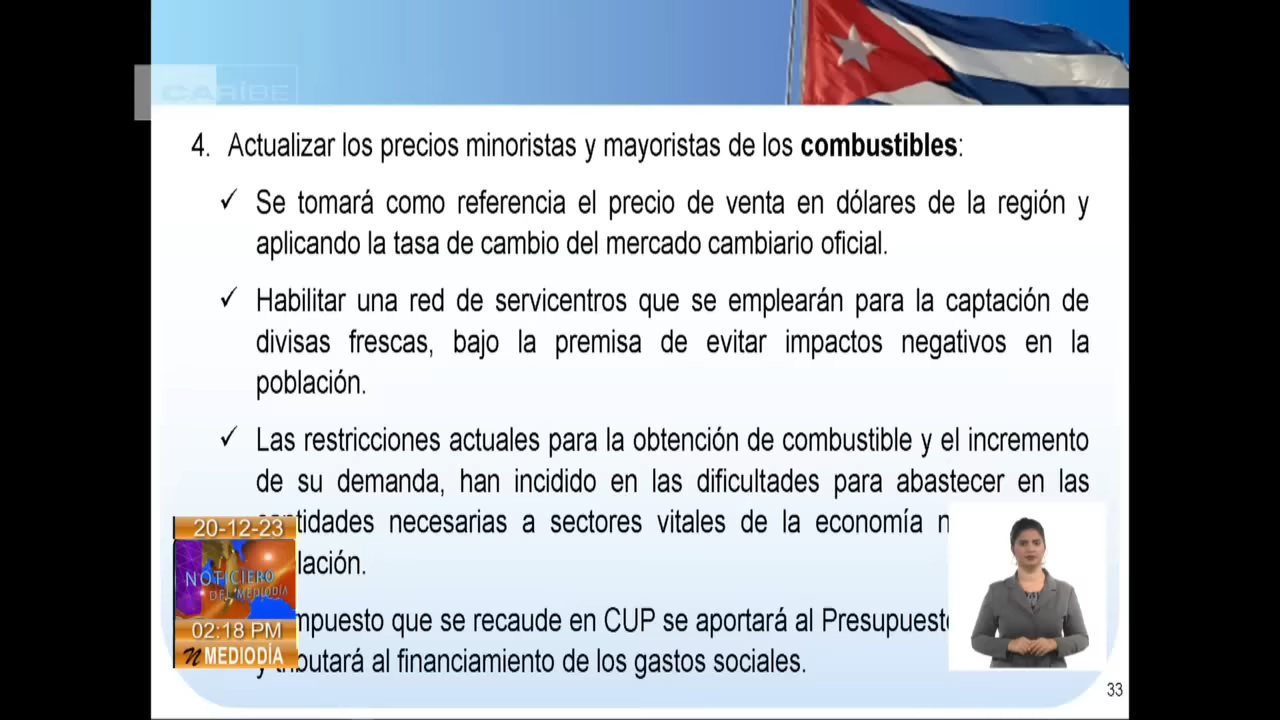 CARIBE
4. Actualizar los precios minoristas y mayoristas de los combustibles:
✓ Se tomará como referencia el precio de venta en dólares de la región y
aplicando la tasa de cambio del mercado cambiario oficial.
✓ Habilitar una red de servicentros que se emplearán para la captación de
divisas frescas, bajo la premisa de evitar impactos negativos en la
población.
✓ Las restricciones actuales para la obtención de combustible y el incremento
de su demanda, han incidido en las dificultades para abastecer en las
cantidades necesarias a sectores vitales de la economía
lación.
mpuesto que se recaude en CUP se aportará al Presupuesto
y tributará al financiamiento de los gastos sociales.
20-12-23
NOTICIERO
DEL MEDIODÍA
02:18 PM
MEDIODÍA
33